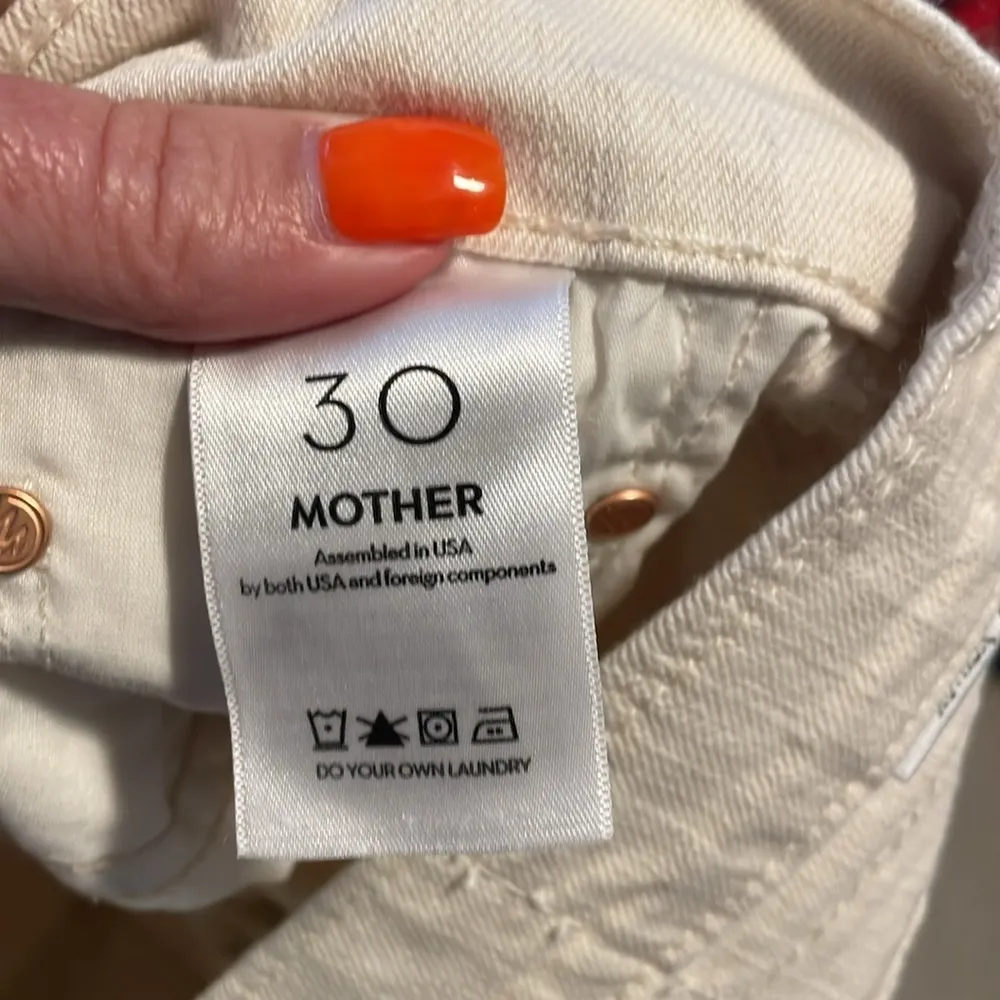 30
MOTHER
Assembled in USA
by both USA and foreign components
DO YOUR OWN LAUNDRY